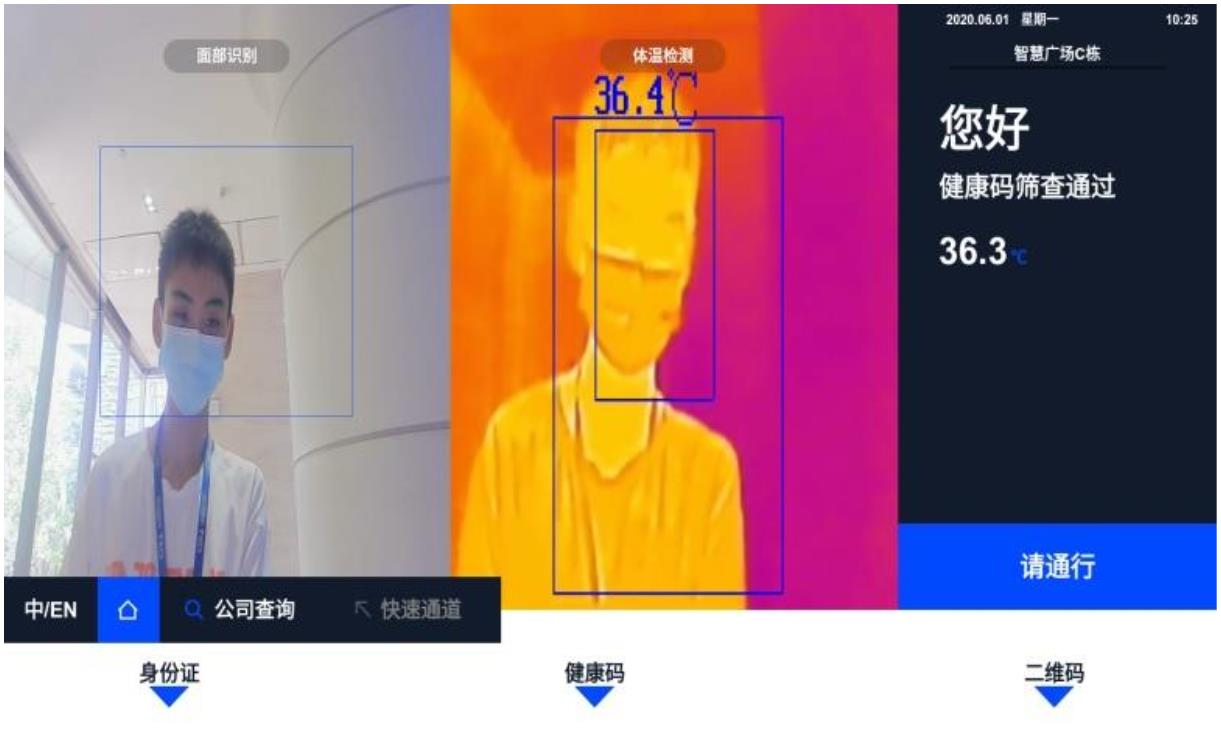 面部识别
体温检测
36.4℃
2020.06.01 星期一 10:25
智慧广场C栋
您好
健康码筛查通过
36.3℃
请通行
中/EN
公司查询
快速通道
身份证
健康码
二维码